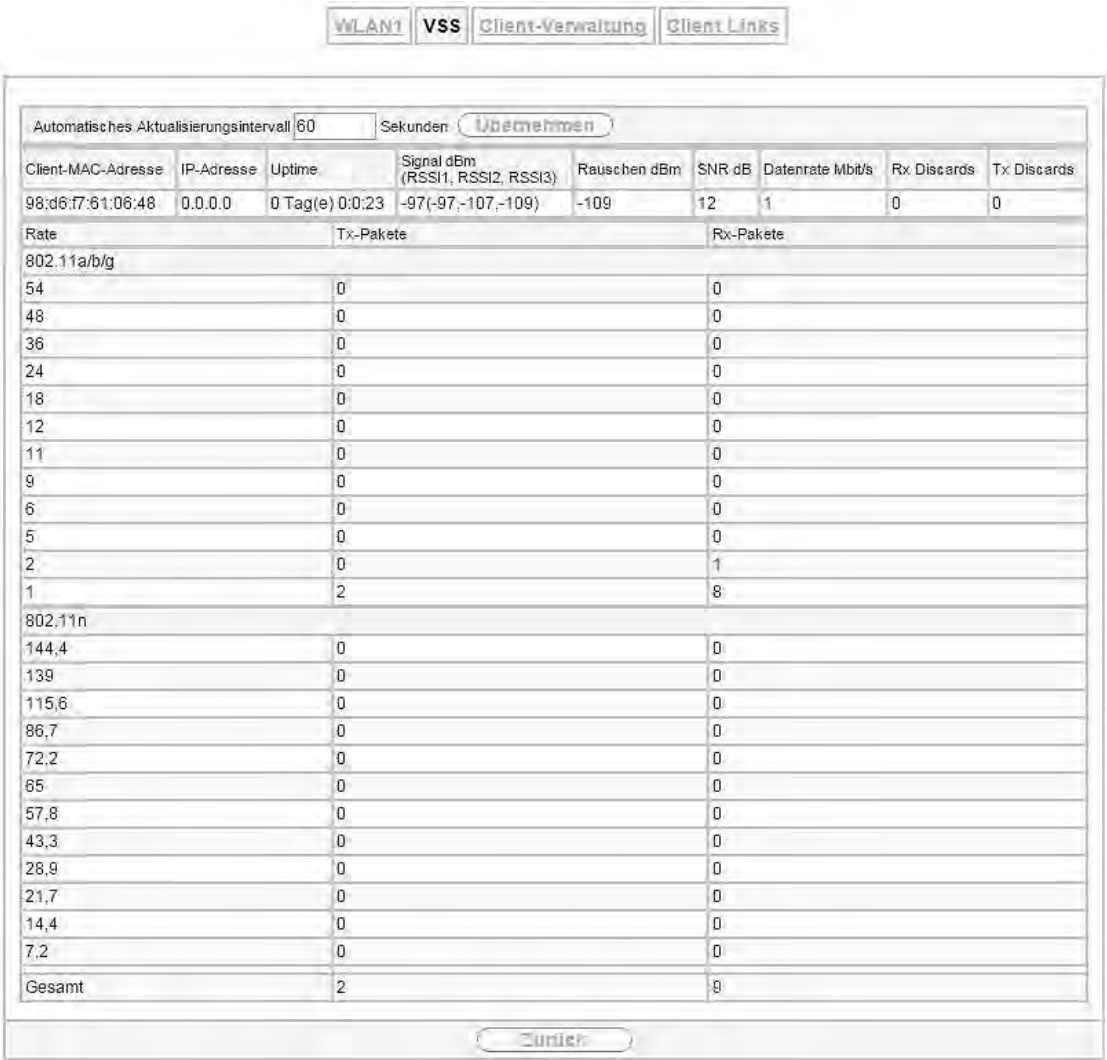 WLAN1 VSS Client-Verwaltung Client Links
Automatisches Aktualisierungsintervall 60 Sekunden Übernehmen
Client-MAC-Adresse IP-Adresse Uptime Signal dBm (RSSI1, RSSI2, RSSI3) Rauschen dBm SNR dB Datenrate Mbit/s Rx Discards Tx Discards
98:d6:f7:61:06:48 0.0.0.0 0 Tag(e) 0:0:23 -97(-97,-107,-109) -109 12 1 0 0
Rate Tx-Pakete Rx-Pakete
802.11a/b/g
54 0 0
48 0 0
36 0 0
24 0 0
18 0 0
12 0 0
11 0 0
9 0 0
6 0 0
5 0 0
2 0 1
1 2 8
802.11n
144,4 0 0
139 0 0
115,6 0 0
86,7 0 0
72,2 0 0
65 0 0
57,8 0 0
43,3 0 0
28,9 0 0
21,7 0 0
14,4 0 0
7,2 0 0
Gesamt 2 9
Zurück